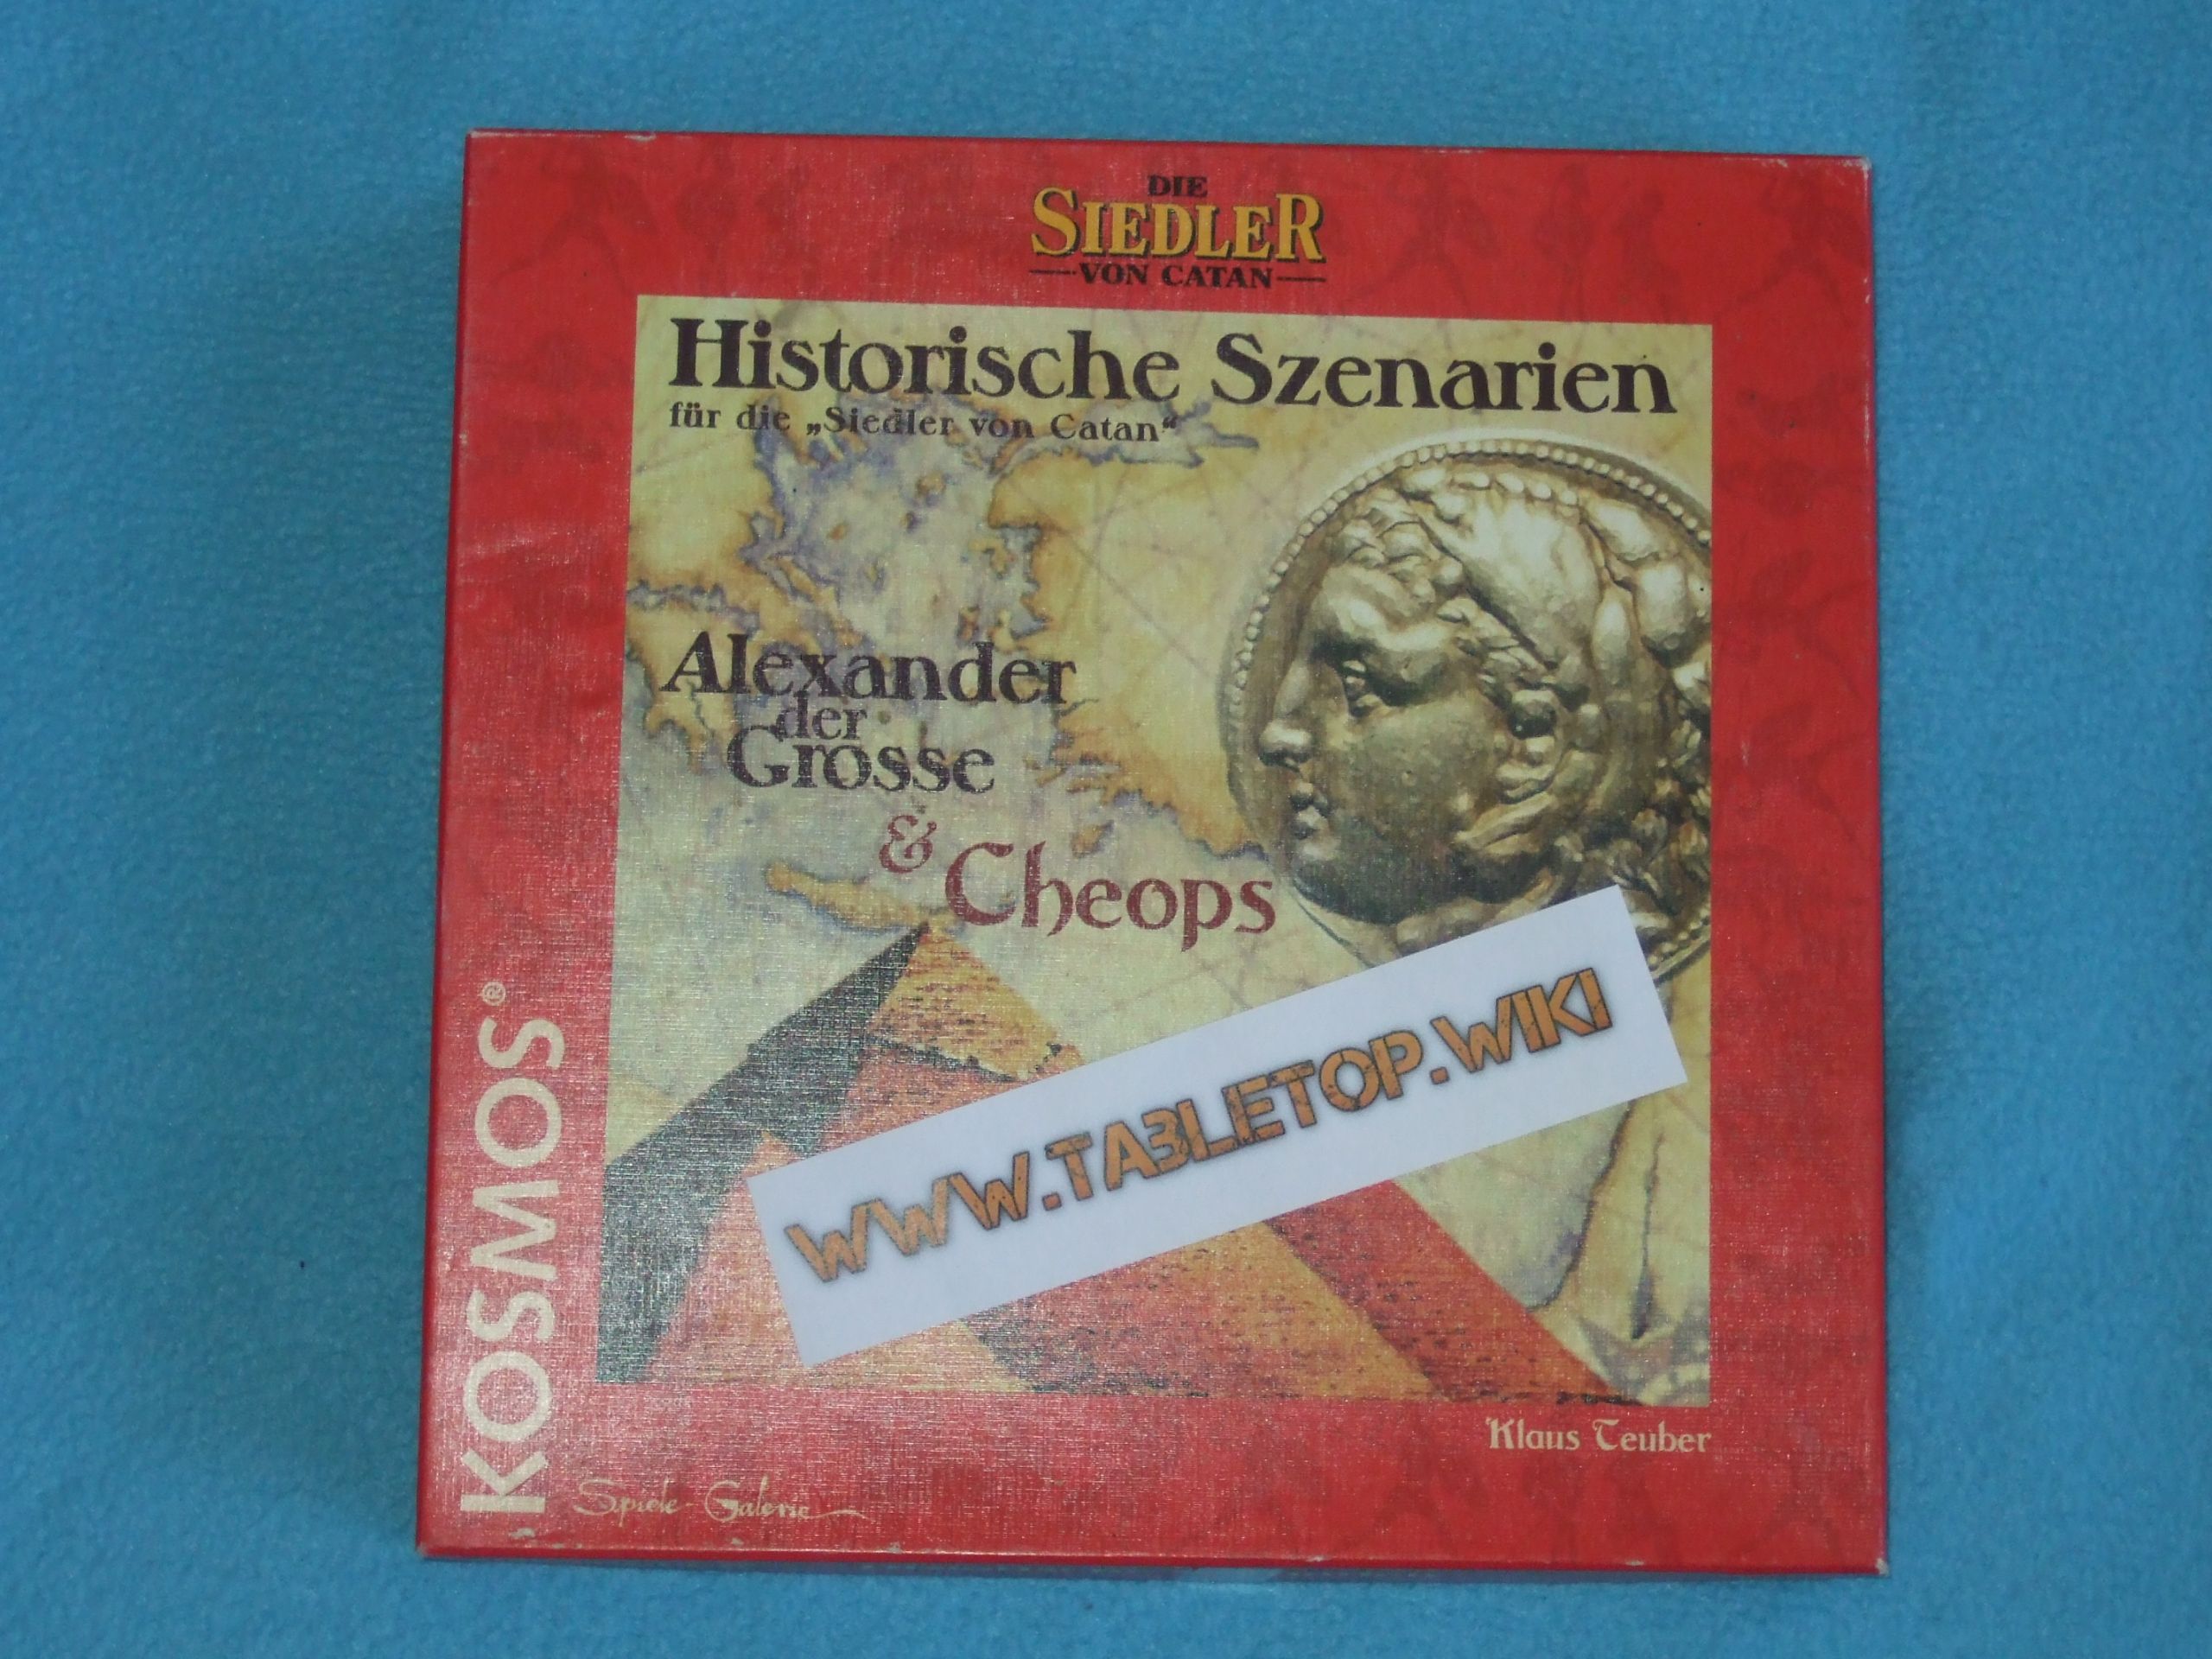 DIE
SIEDLER
VON CATAN
Historische Szenarien
für die „Siedler von Catan“
Alexander
der
Grosse
& Cheops
WWW.TABLETOP.WIKI
KOSMOS®
Klaus Teuber
Spiele-Galerie